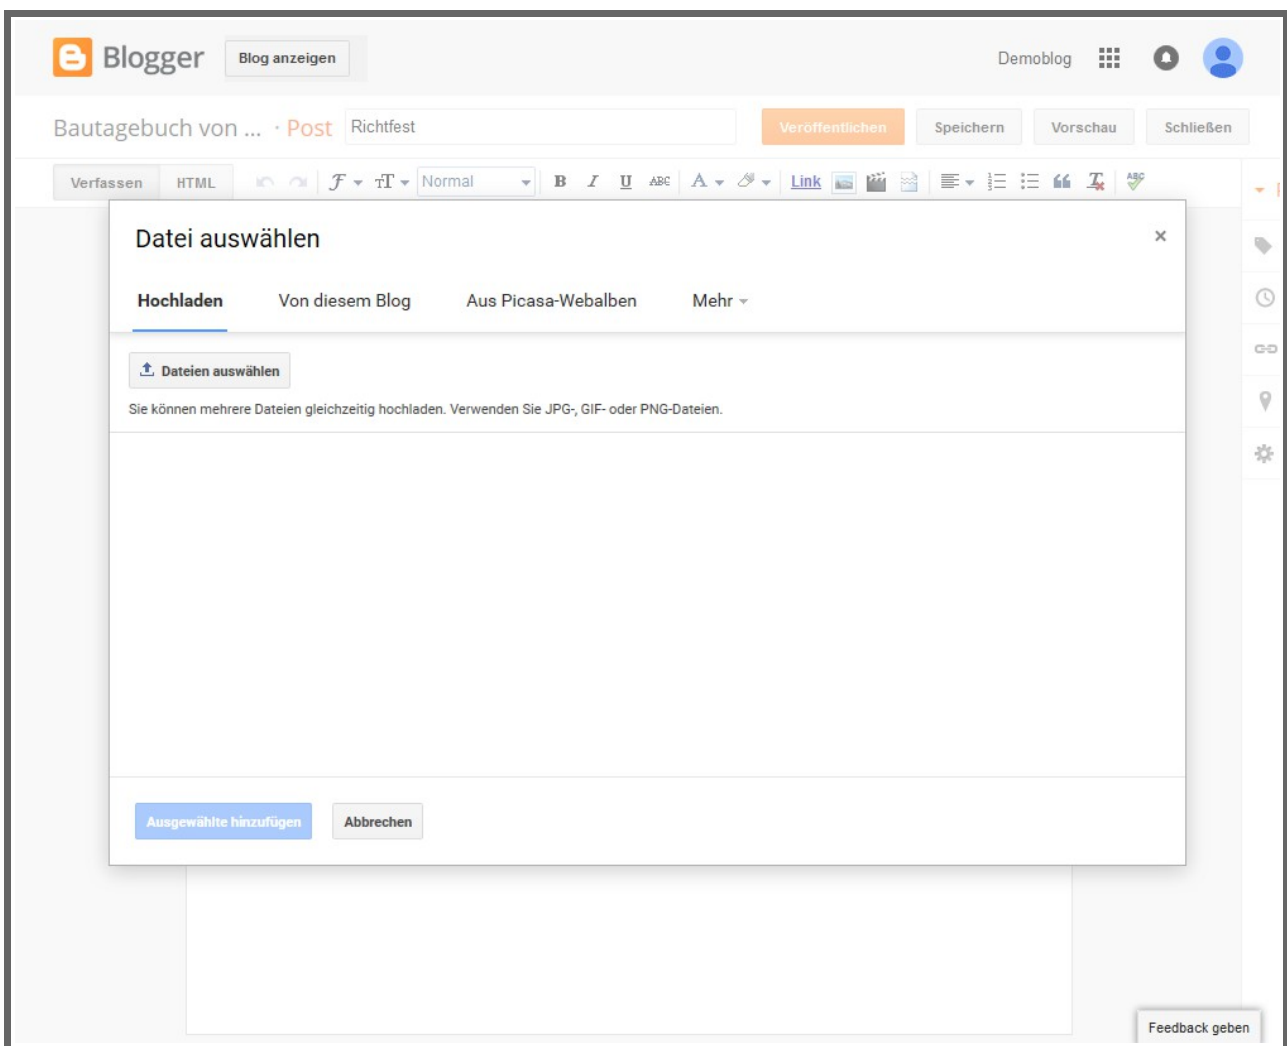 Blogger Blog anzeigen Demoblog
Bautagebuch von ... · Post Richtfest Veröffentlichen Speichern Vorschau Schließen
Verfassen HTML Normal B I U ABC A Link ABC
Datei auswählen
Hochladen Von diesem Blog Aus Picasa-Webalben Mehr
Dateien auswählen
Sie können mehrere Dateien gleichzeitig hochladen. Verwenden Sie JPG-, GIF- oder PNG-Dateien.
Ausgewählte hinzufügen Abbrechen
Feedback geben